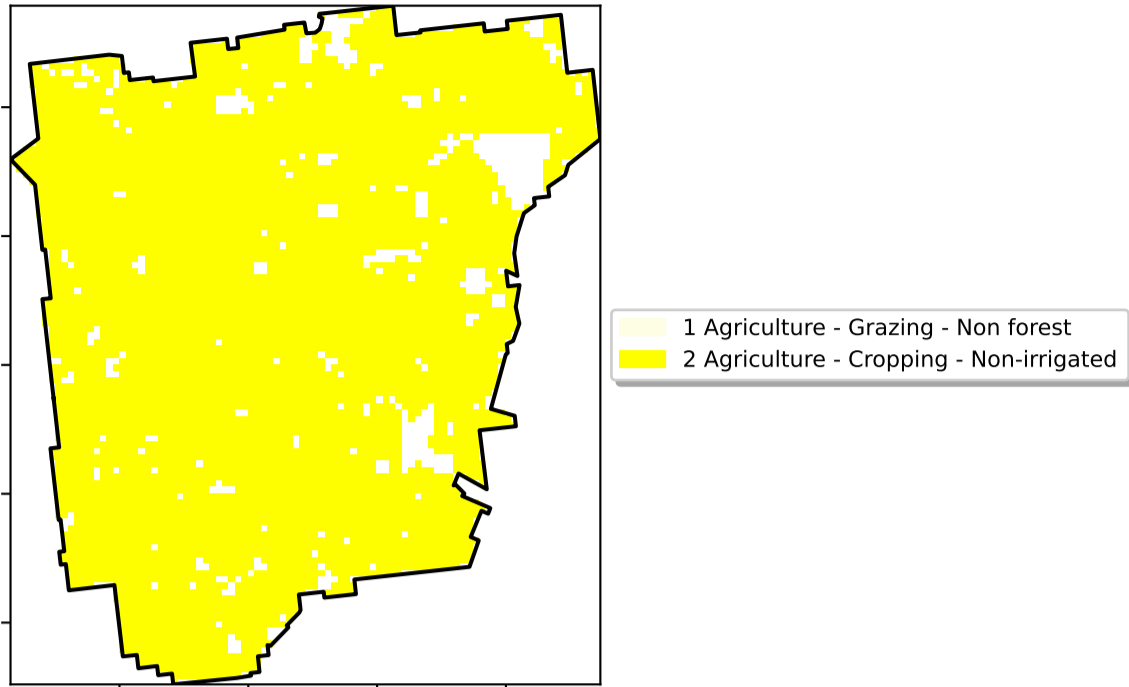 1 Agriculture - Grazing - Non forest
2 Agriculture - Cropping - Non-irrigated